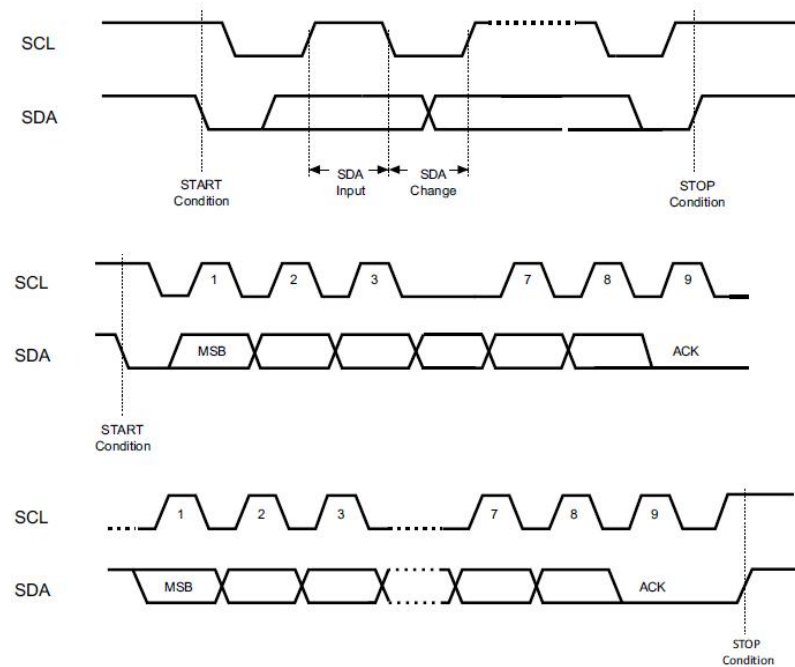 SCL
SDA
SDA
Input
SDA
Change
START
Condition
STOP
Condition
SCL
1 2 3 7 8 9
SDA
MSB ACK
START
Condition
SCL
1 2 3 7 8 9
SDA
MSB ACK
STOP
Condition